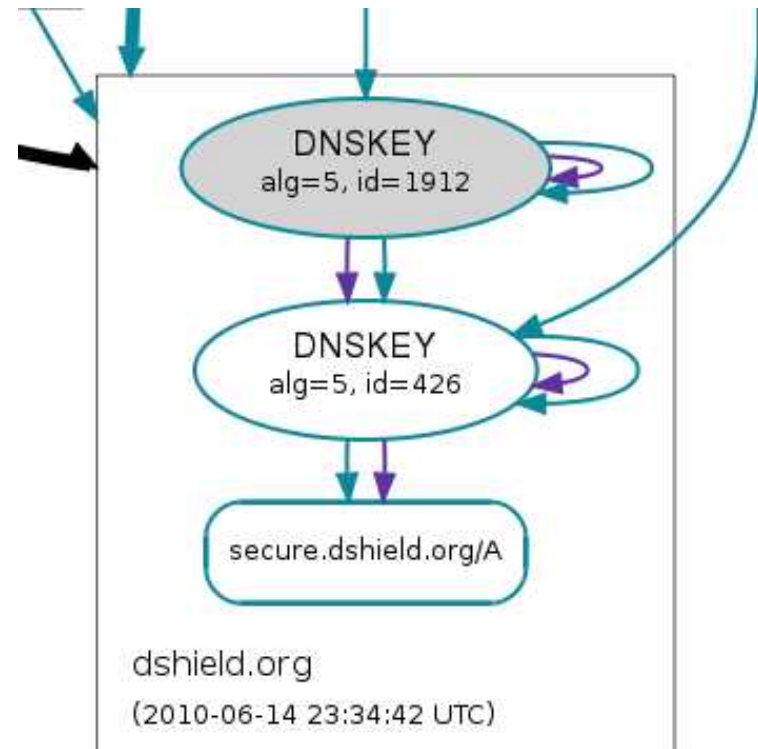 DNSKEY
alg=5, id=1912
DNSKEY
alg=5, id=426
secure.dshield.org/A
dshield.org
(2010-06-14 23:34:42 UTC)